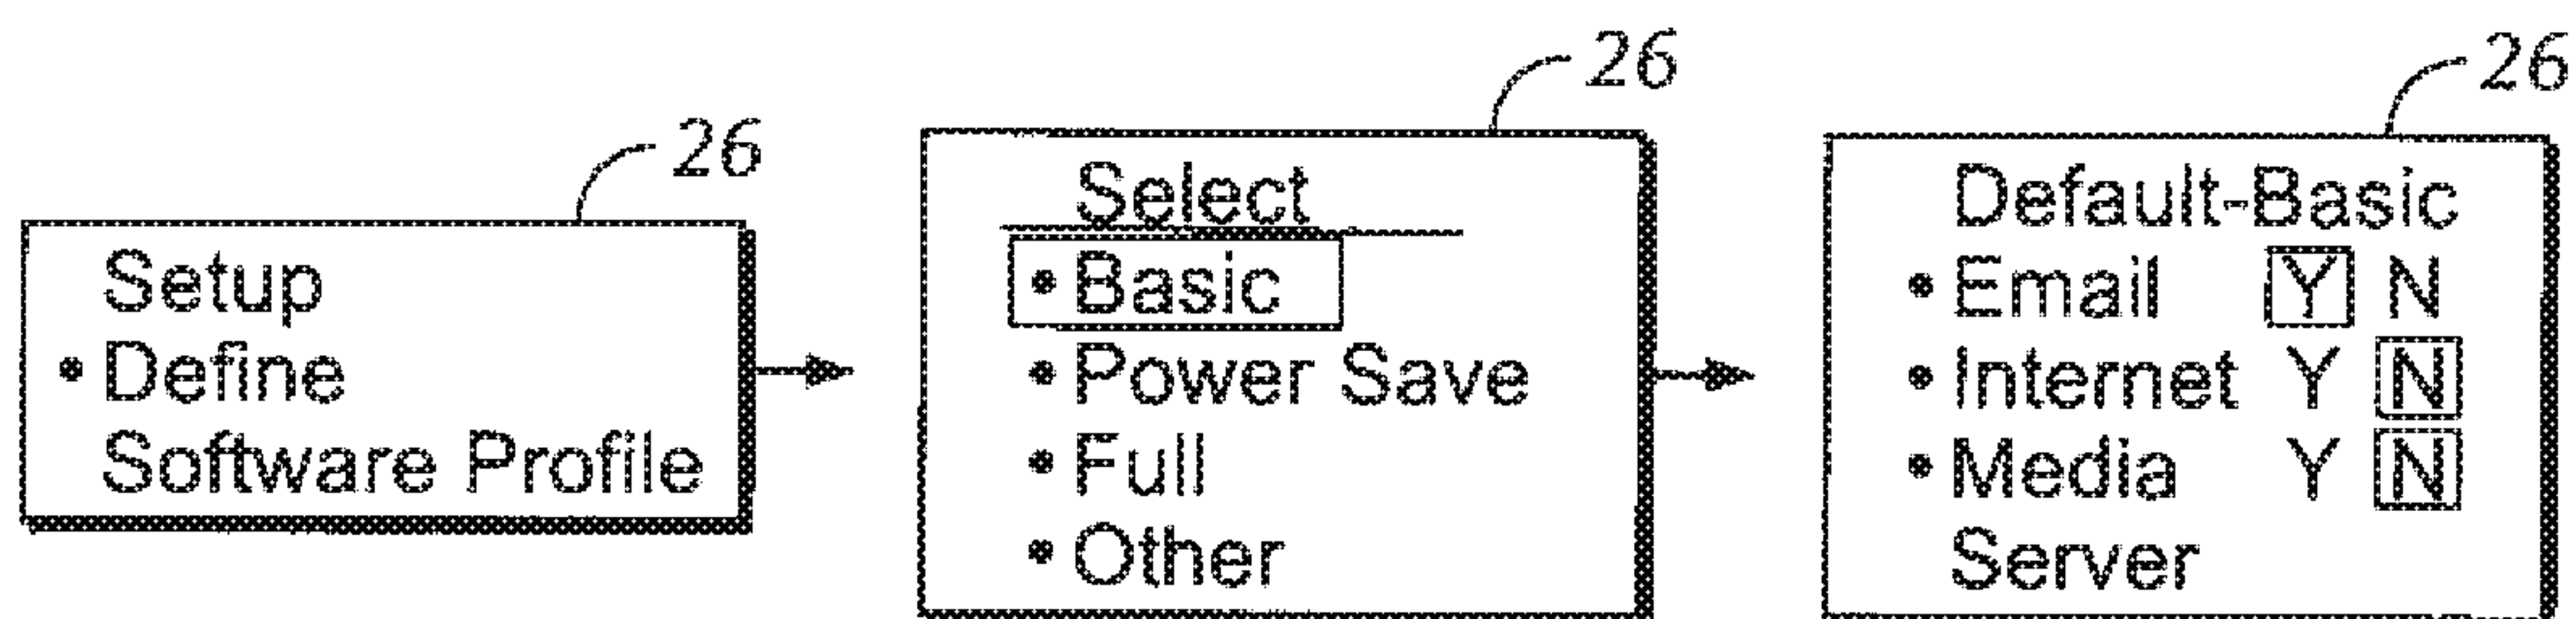 26
Setup
• Define
Software Profile
26
Select
• Basic
• Power Save
• Full
• Other
26
Default-Basic
• Email Y N
• Internet Y N
• Media Y N
Server